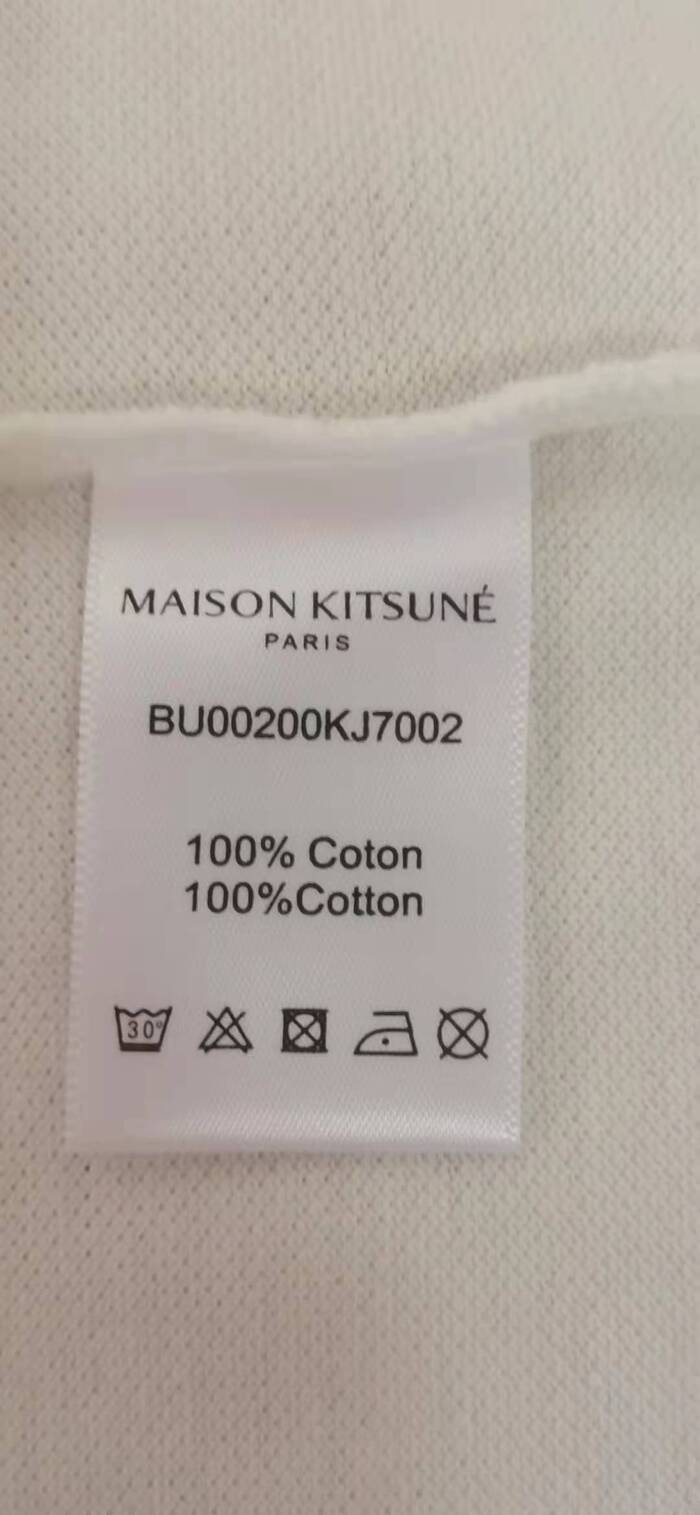 MAISON KITSUNÉ
PARIS
BU00200KJ7002
100% Coton
100%Cotton
30°